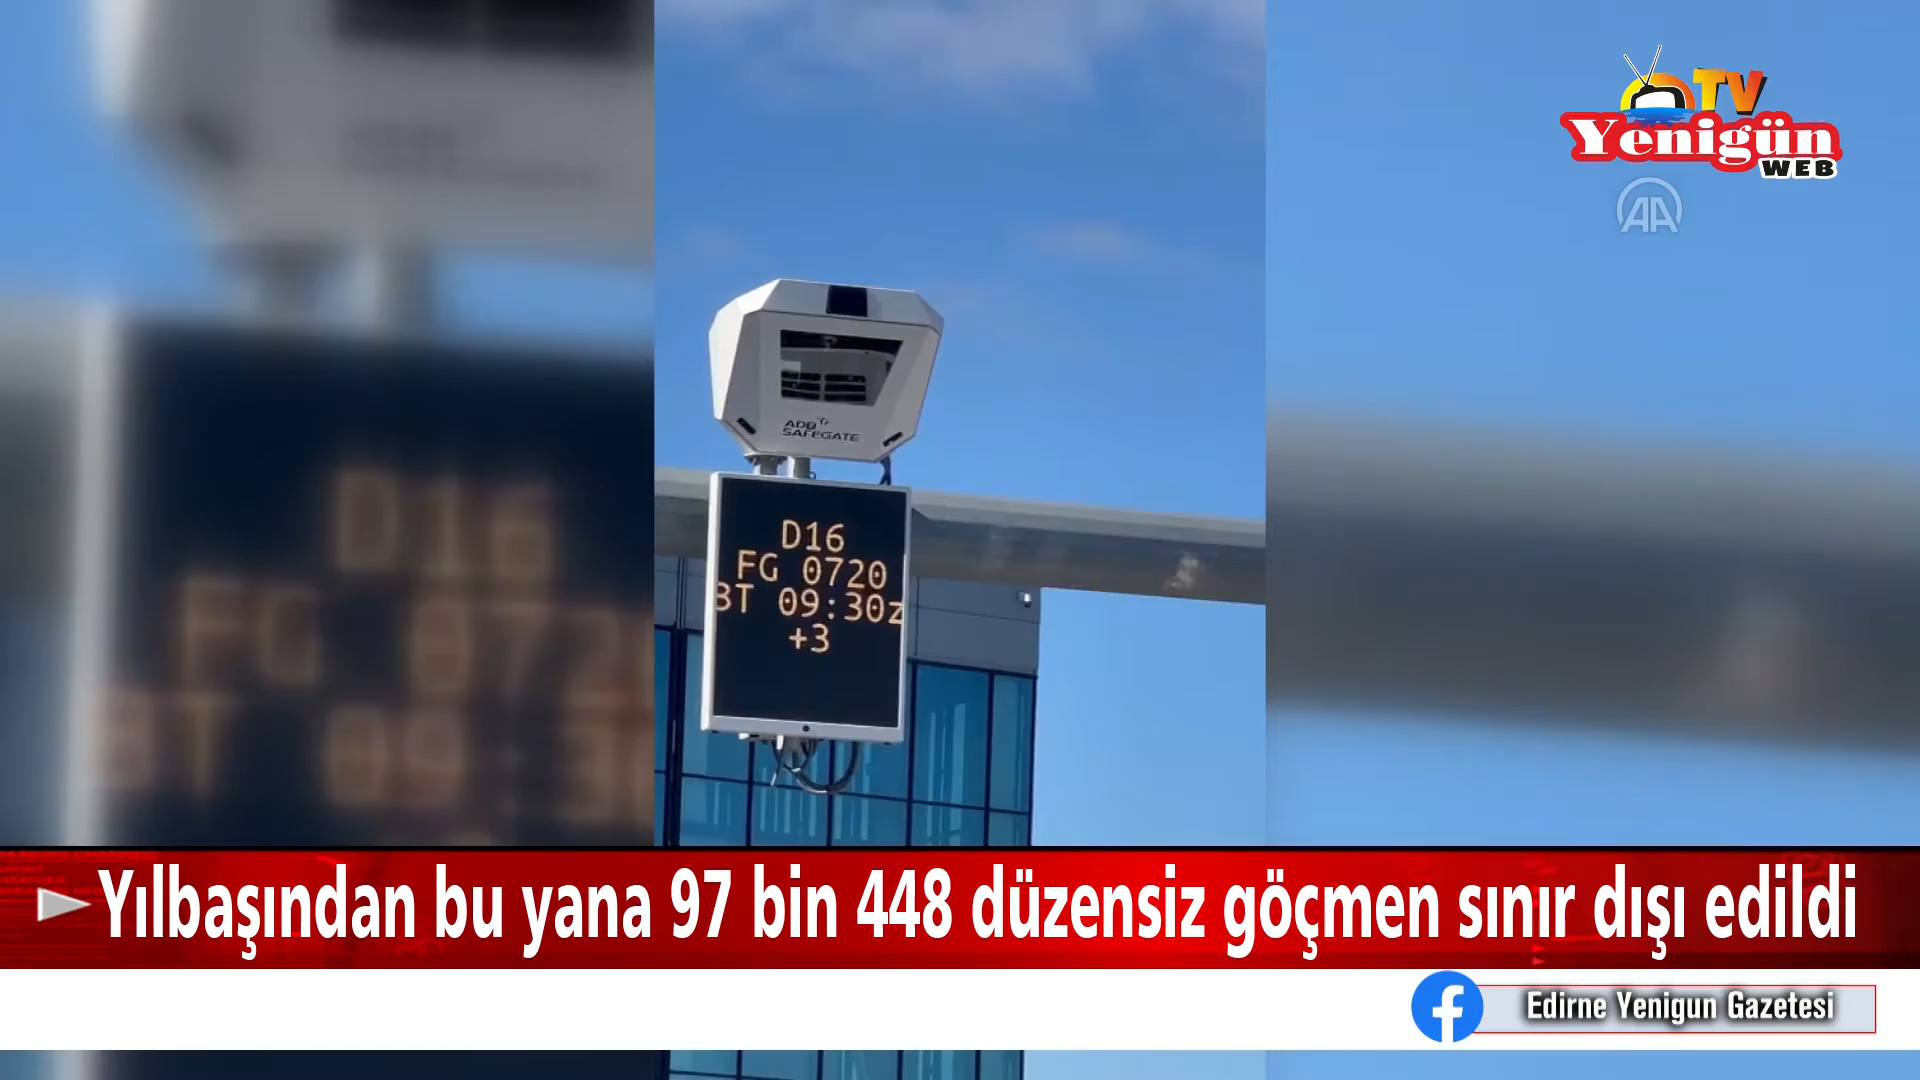 TV
Yenigün
WEB
AA
ADB
SAFEGATE
D16
FG 0720
BT 09:30z
+3
Yılbaşından bu yana 97 bin 448 düzensiz göçmen sınır dışı edildi
Edirne Yenigun Gazetesi